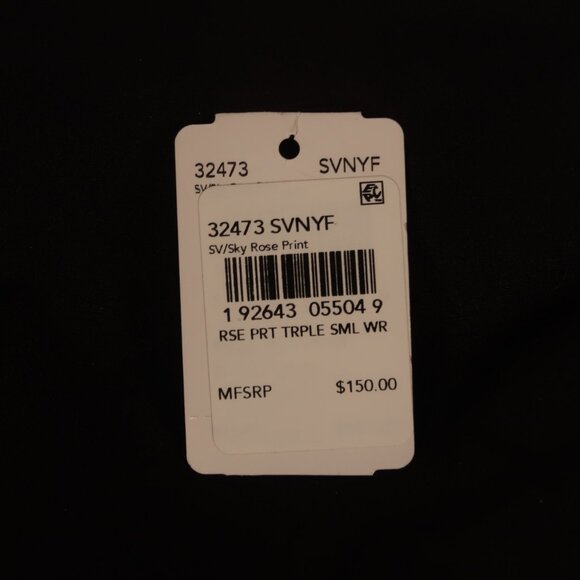 32473 SVNYF
SV/
32473 SVNYF
SV/Sky Rose Print
1 92643 05504 9
RSE PRT TRPLE SML WR
MFSRP $150.00